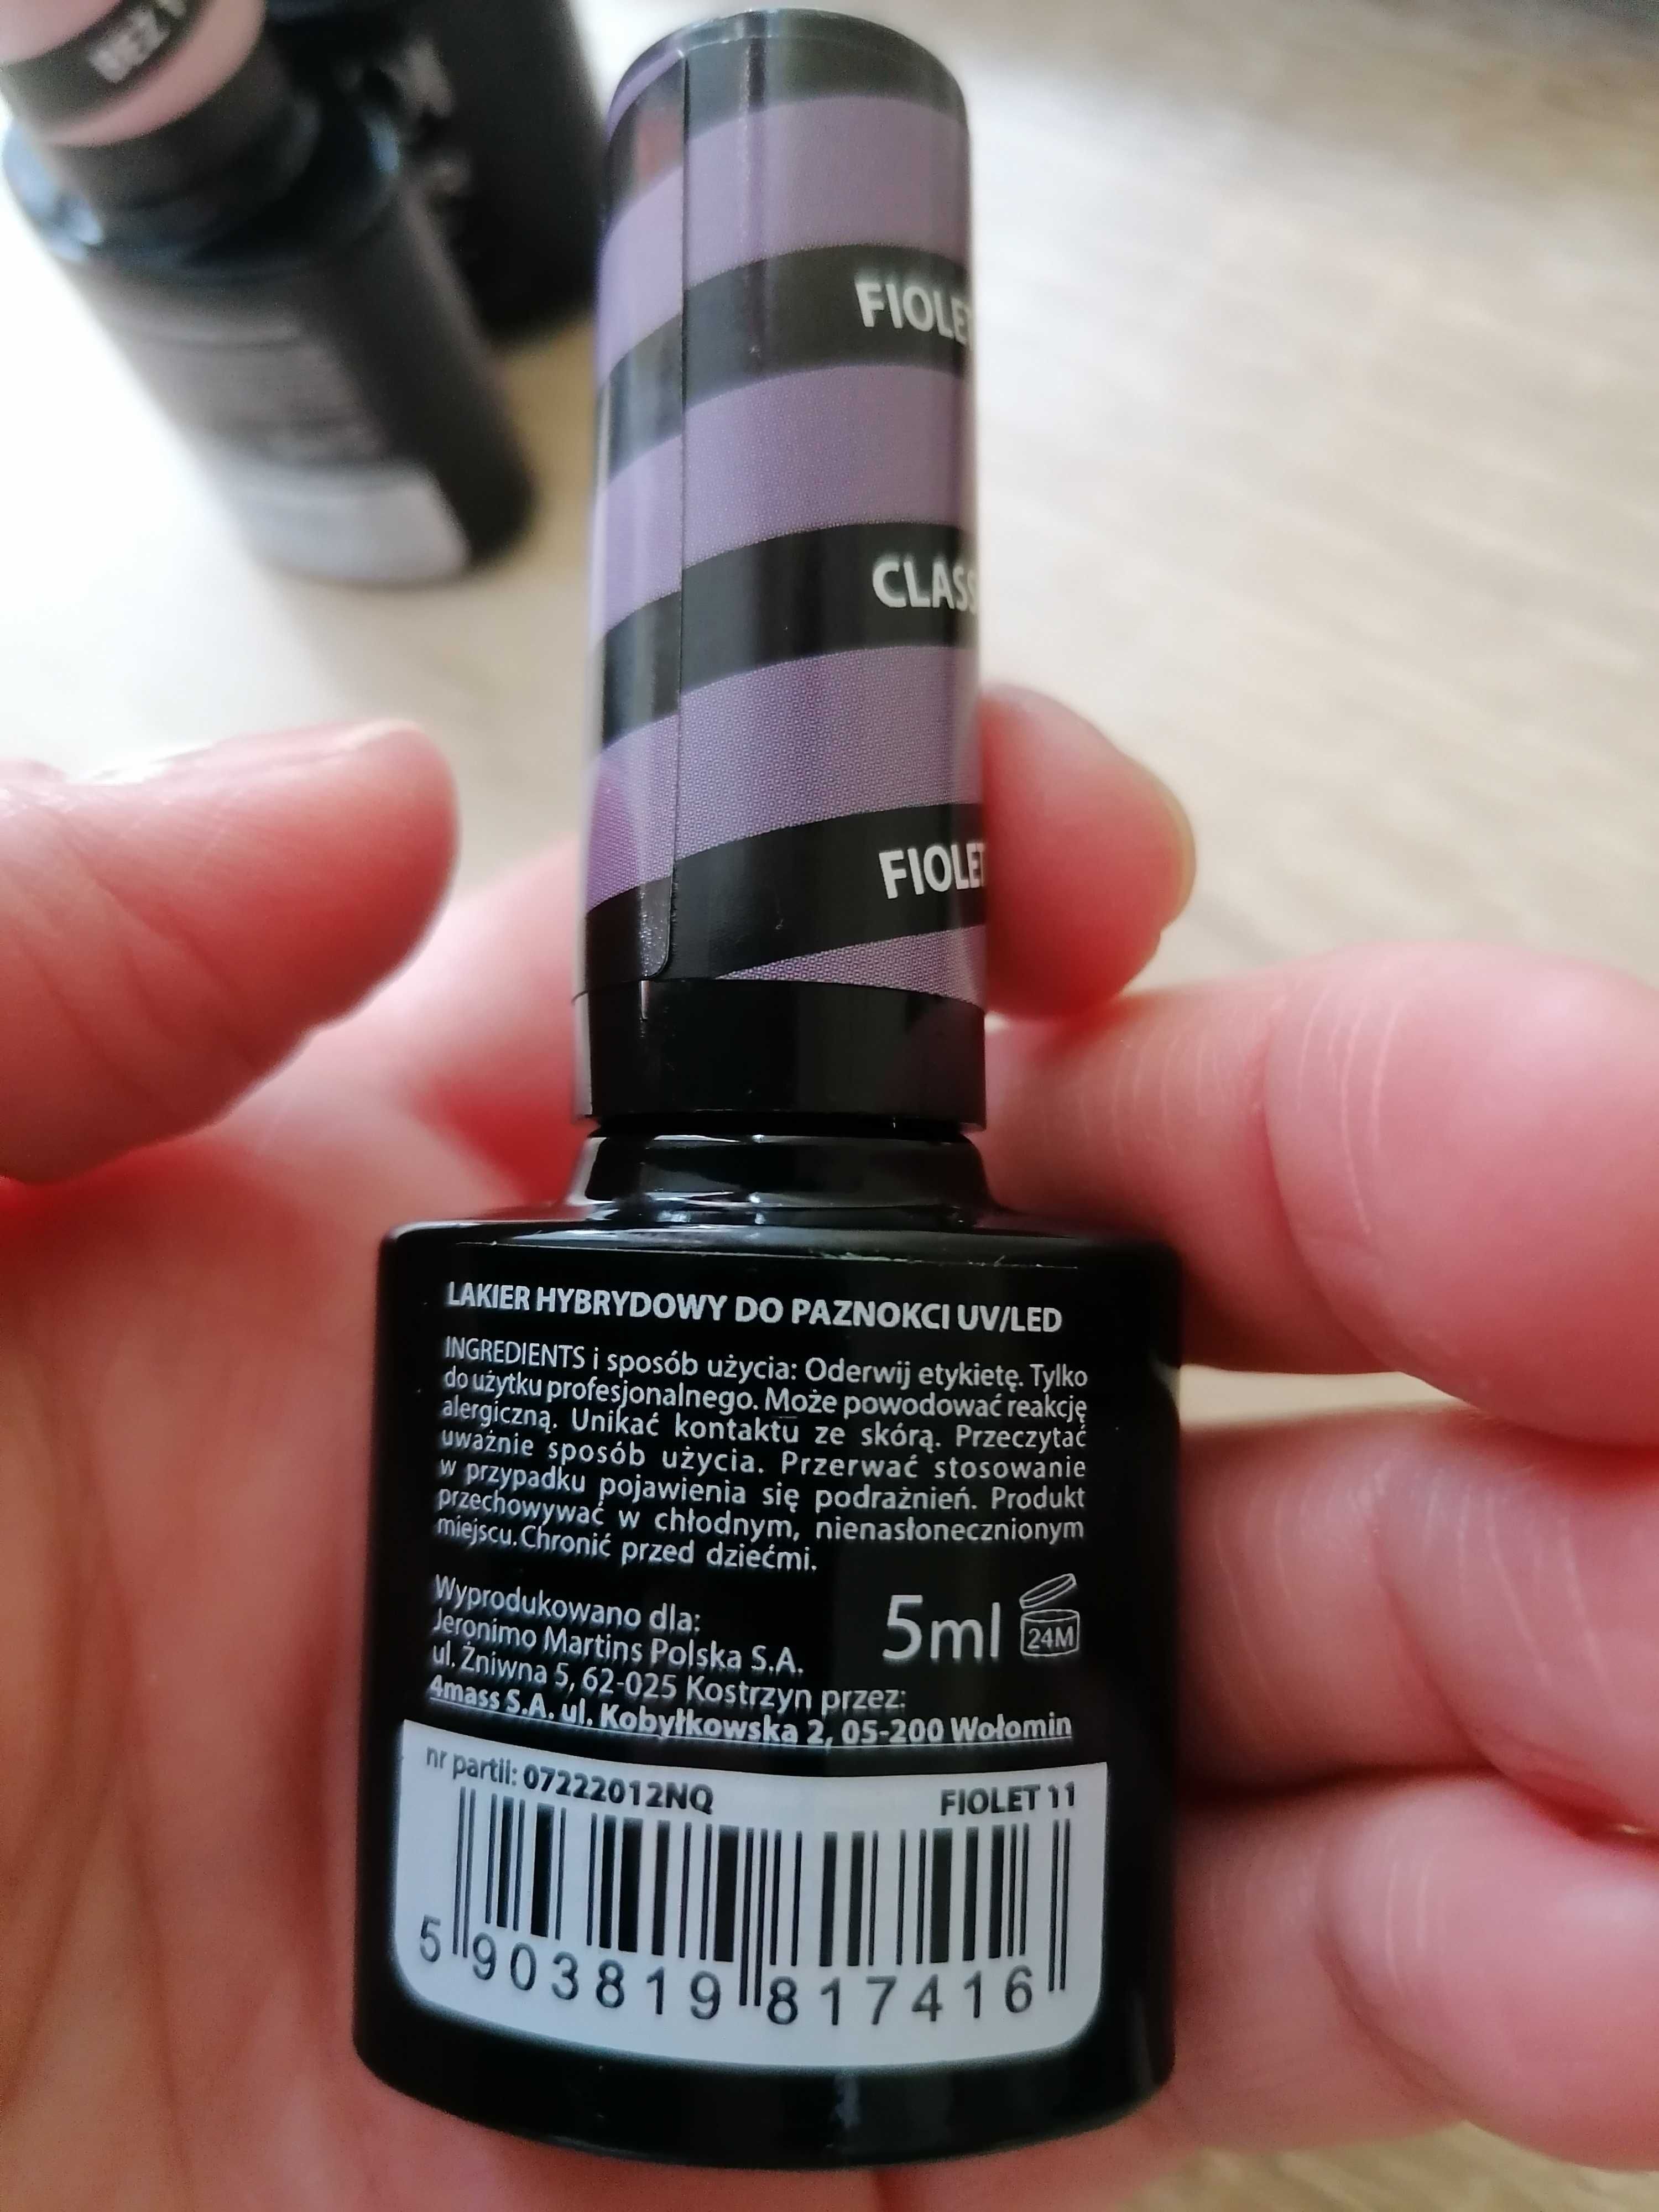 BEŻ
FIOLET
CLASS
FIOLET
LAKIER HYBRYDOWY DO PAZNOKCI UV/LED
INGREDIENTS i sposób użycia: Oderwij etykietę. Tylko
do użytku profesjonalnego. Może powodować reakcję
alergiczną. Unikać kontaktu ze skórą. Przeczytać
uważnie sposób użycia. Przerwać stosowanie
w przypadku pojawienia się podrażnień. Produkt
przechowywać w chłodnym, nienasłonecznionym
miejscu. Chronić przed dziećmi.
Wyprodukowano dla:
Jeronimo Martins Polska S.A.
ul. Żniwna 5, 62-025 Kostrzyn przez:
4mass S.A. ul. Kobyłkowska 2, 05-200 Wołomin
5ml 24M
nr partii: 07222012NQ FIOLET 11
5 903819 817416